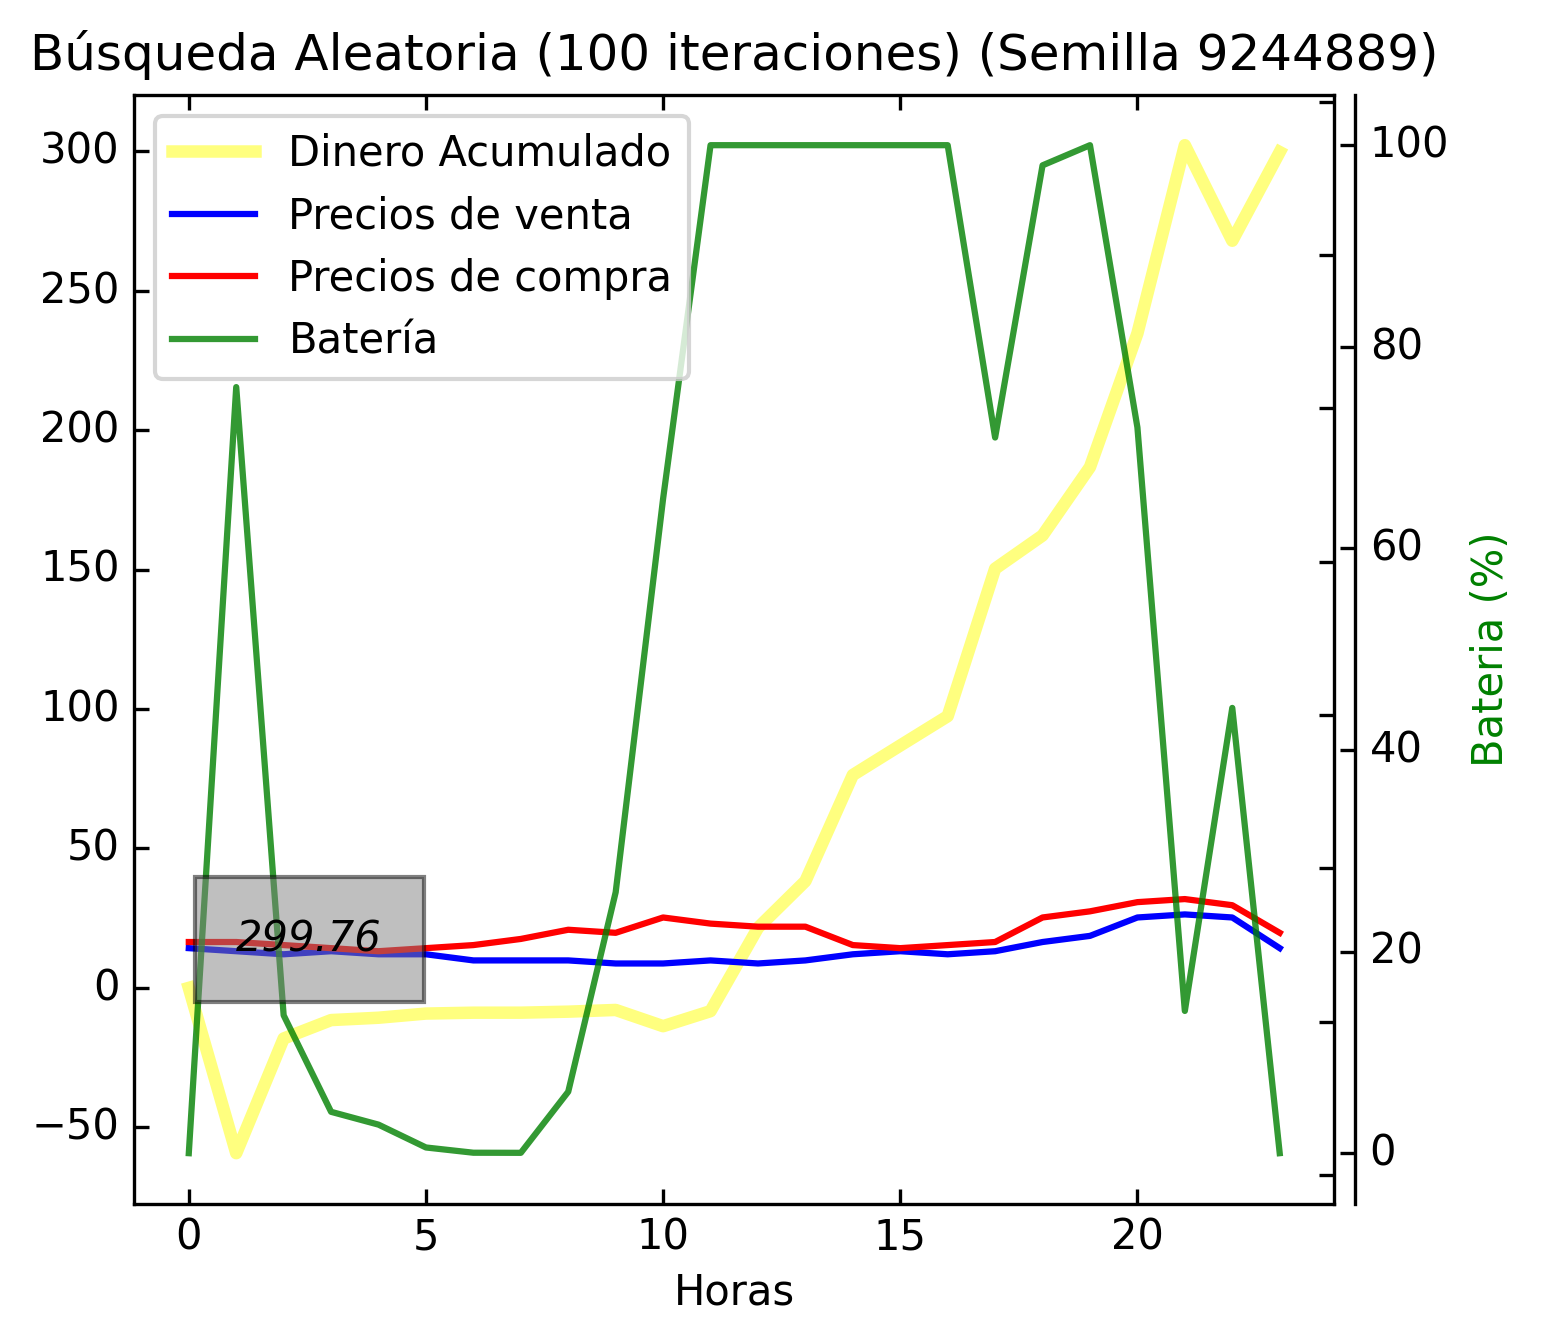 Búsqueda Aleatoria (100 iteraciones) (Semilla 9244889)
Dinero Acumulado
Precios de venta
Precios de compra
Batería
300
250
200
150
100
50
0
−50
299.76
100
80
60
40
20
0
Bateria (%)
0 5 10 15 20
Horas